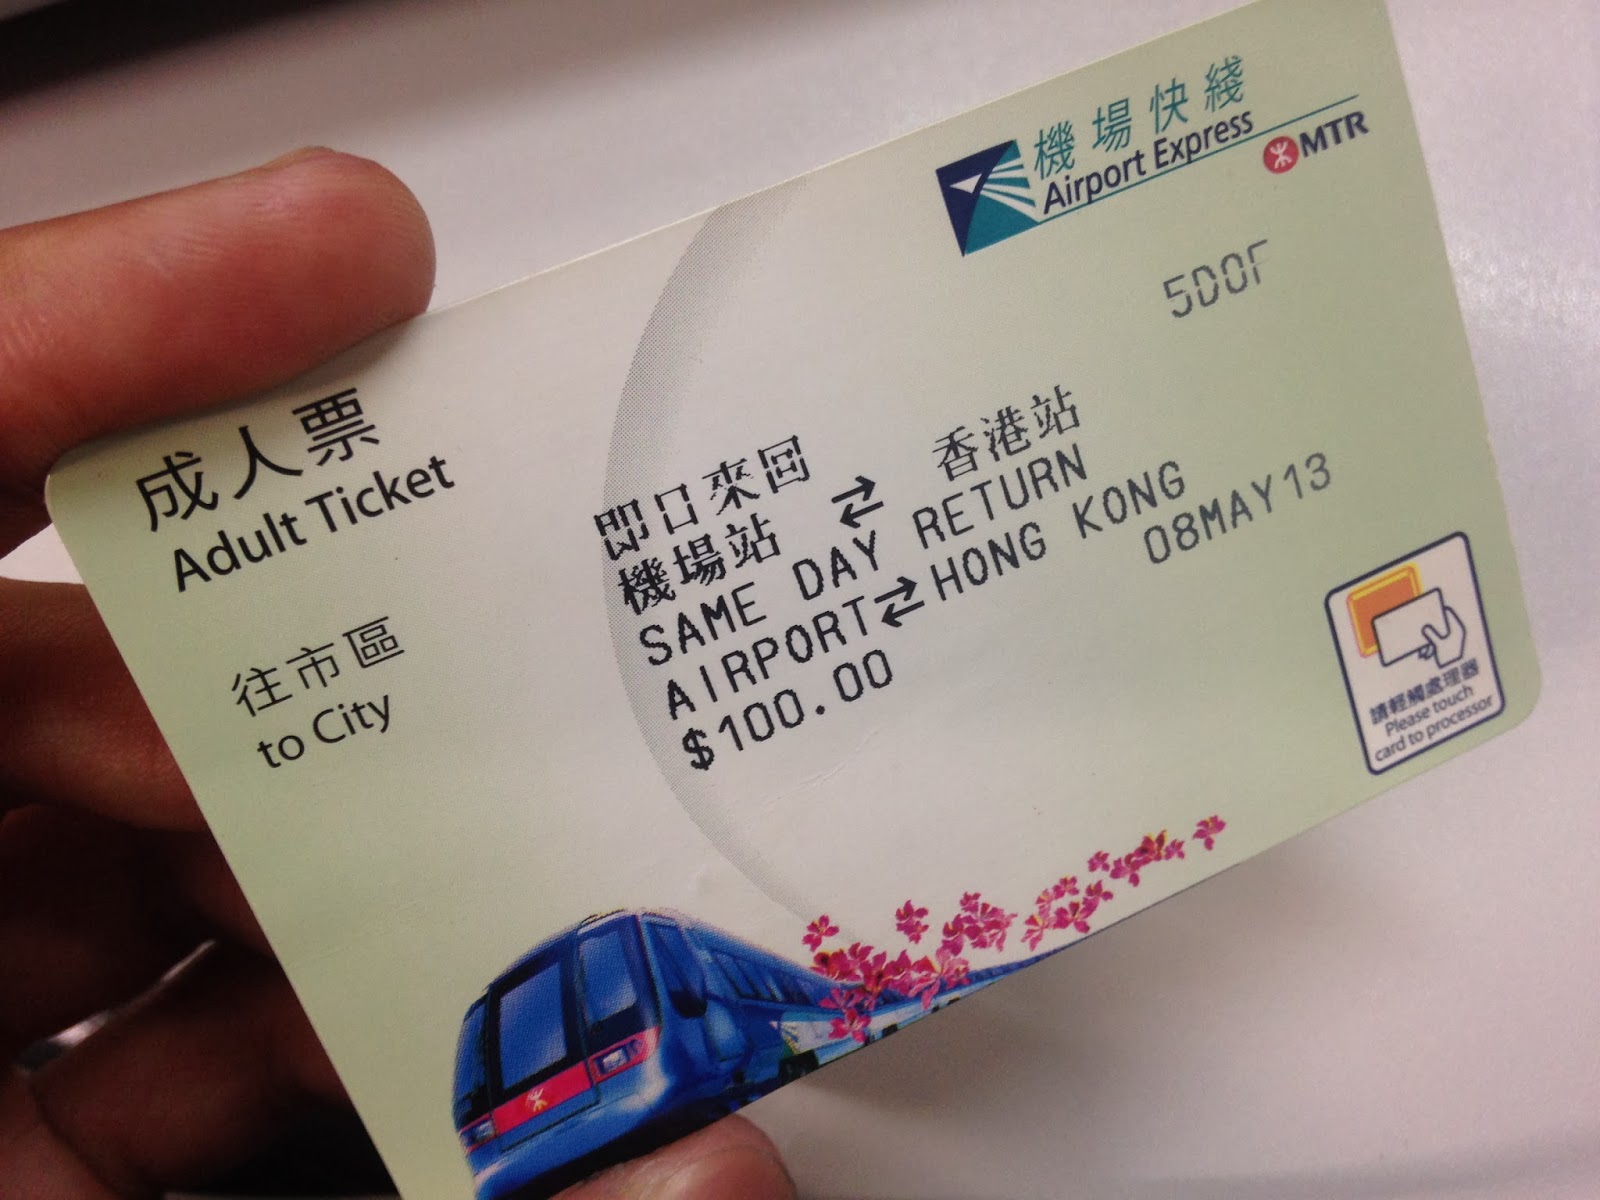 機場快綫
Airport Express
MTR
5D0F
成人票
Adult Ticket
往市區
to City
即日來回
機場站 ⇄ 香港站
SAME DAY RETURN
AIRPORT⇄HONG KONG
$100.00
08MAY13
請輕觸處理器
Please touch
card to processor